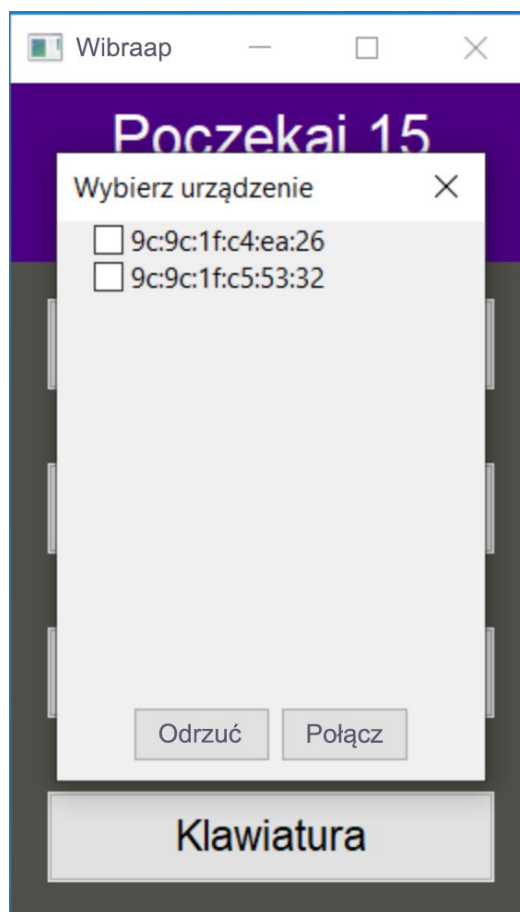 Wibraap
Poczekaj 15
Wybierz urządzenie
9c:9c:1f:c4:ea:26
9c:9c:1f:c5:53:32
Odrzuć
Połącz
Klawiatura